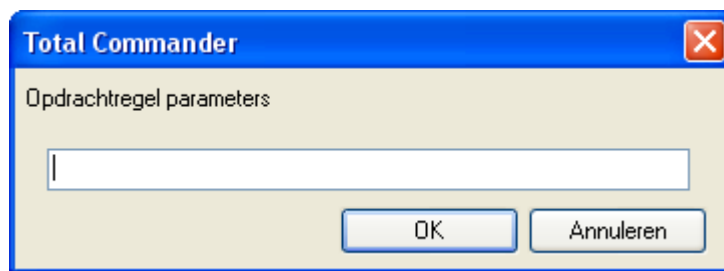 Total Commander
Opdrachtregel parameters
OK
Annuleren